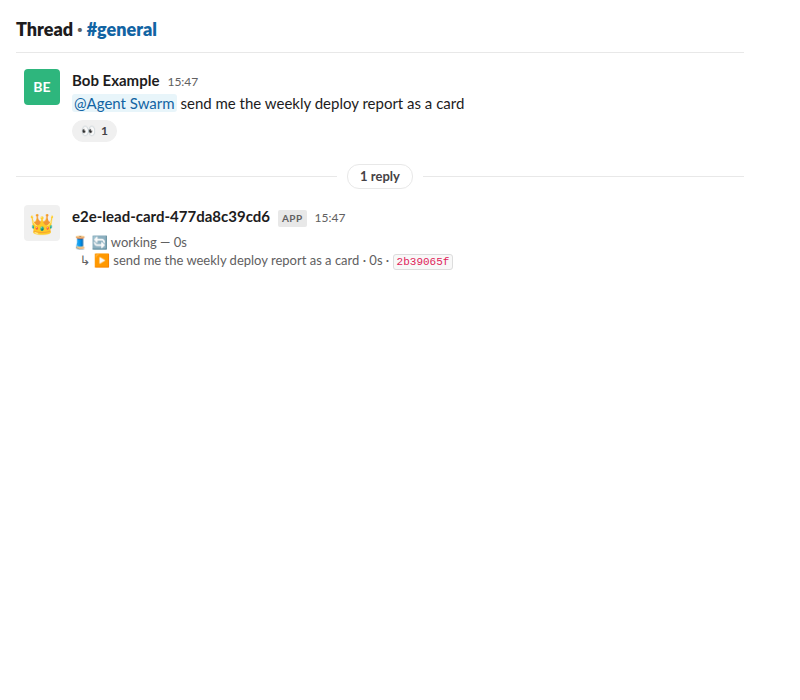 Thread • #general
BE
Bob Example 15:47
@Agent Swarm send me the weekly deploy report as a card
👀 1
1 reply
e2e-lead-card-477da8c39cd6 APP 15:47
🧵 🔄 working — 0s
↳ ▶️ send me the weekly deploy report as a card · 0s · 2b39065f